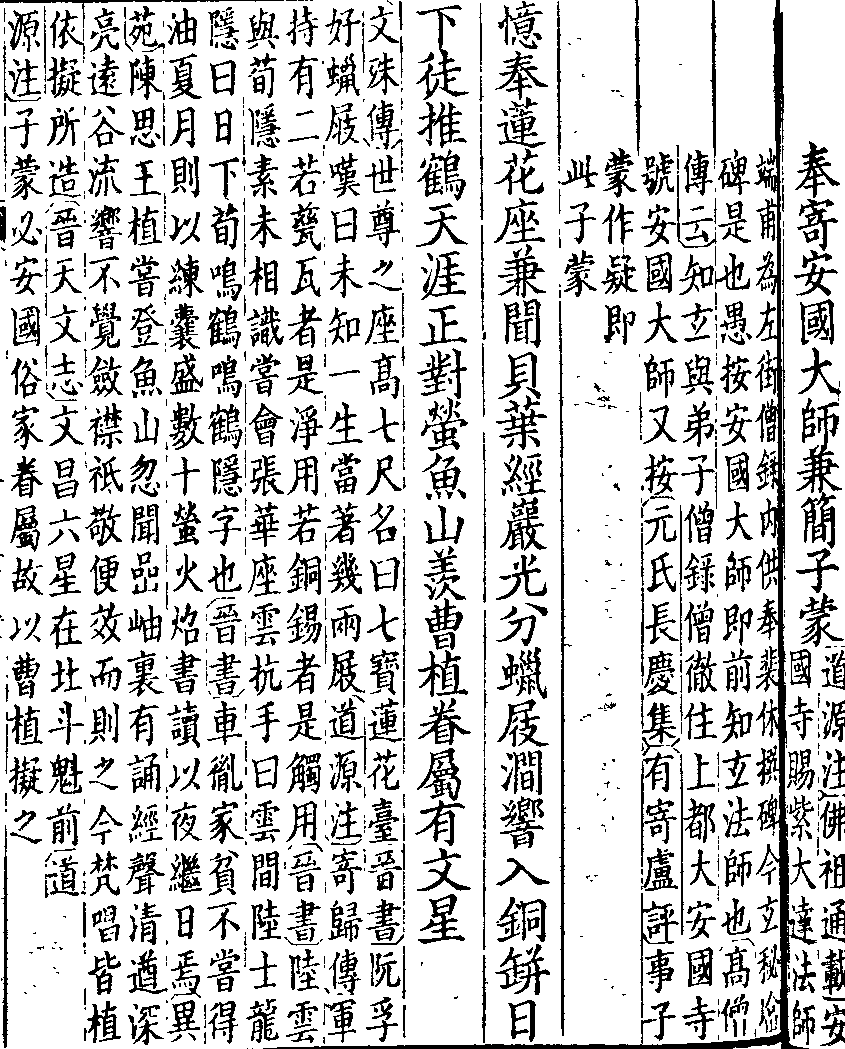 奉寄安國大師兼簡子蒙
道源注佛祖通載安
國寺賜紫大達法師
端甫為左街僧錄內供奉裴休撰碑今玄秘塔
碑是也愚按安國大師即前知玄法師也高僧
傳云知玄與弟子僧錄僧徹住上都大安國寺
號安國大師又按元氏長慶集有寄盧評事子
蒙作疑即
此子蒙
憶奉蓮花座兼聞貝葉經巖光分蠟屐澗響入銅缾日
下徒推鶴天涯正對螢魚山羨曹植眷屬有文星
文殊傳世尊之座高七尺名曰七寶蓮花臺晉書阮孚
好蠟屐嘆曰未知一生當著幾兩屐道源注寄歸傳軍
持有二若甆瓦者是淨用若銅錫者是觸用晉書陸雲
與荀隱素未相識嘗會張華座雲抗手曰雲間陸士龍
隱曰日下荀鳴鶴鳴鶴隱字也晉書車胤家貧不嘗得
油夏月則以練囊盛數十螢火炤書讀以夜繼日焉異
苑陳思王植嘗登魚山忽聞嵒岫裏有誦經聲清遒深
亮遠谷流響不覺斂襟祇敬便效而則之今梵唱皆植
依擬所造晉天文志文昌六星在北斗魁前道
源注子蒙必安國俗家眷屬故以曹植擬之